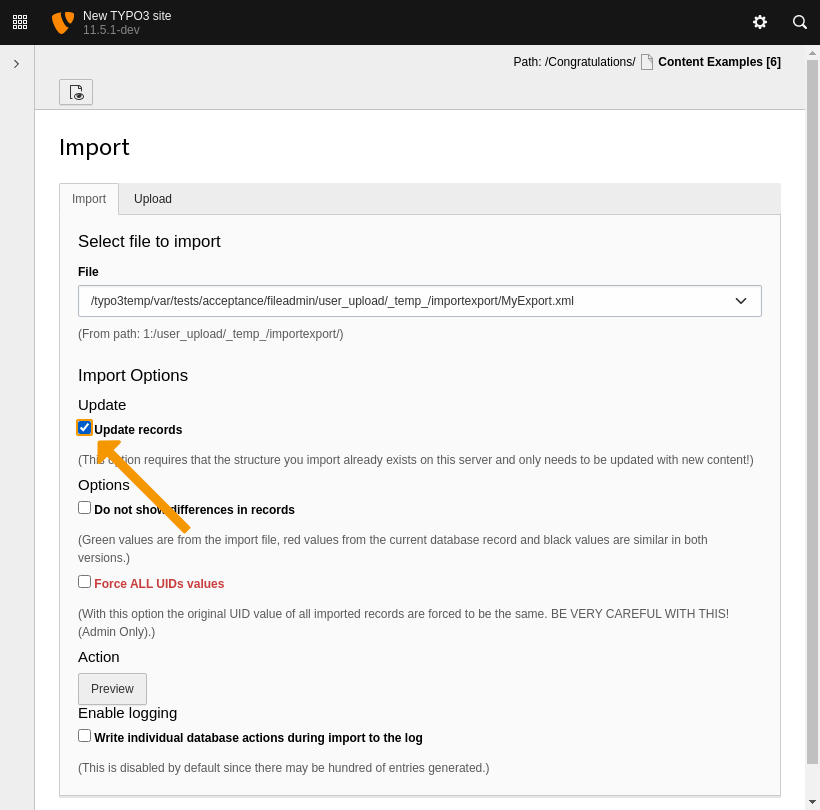 New TYPO3 site
11.5.1-dev
Path: /Congratulations/ Content Examples [6]
Import
Import Upload
Select file to import
File
/typo3temp/var/tests/acceptance/fileadmin/user_upload/_temp_/importexport/MyExport.xml
(From path: 1:/user_upload/_temp_/importexport/)
Import Options
Update
Update records
(This option requires that the structure you import already exists on this server and only needs to be updated with new content!)
Options
Do not show differences in records
(Green values are from the import file, red values from the current database record and black values are similar in both
versions.)
Force ALL UIDs values
(With this option the original UID value of all imported records are forced to be the same. BE VERY CAREFUL WITH THIS!
(Admin Only).)
Action
Preview
Enable logging
Write individual database actions during import to the log
(This is disabled by default since there may be hundred of entries generated.)